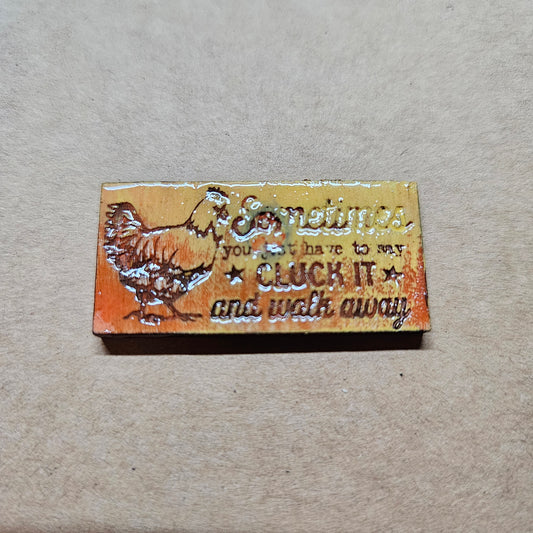 Sometimes
you just have to say
CLUCK IT
and walk away